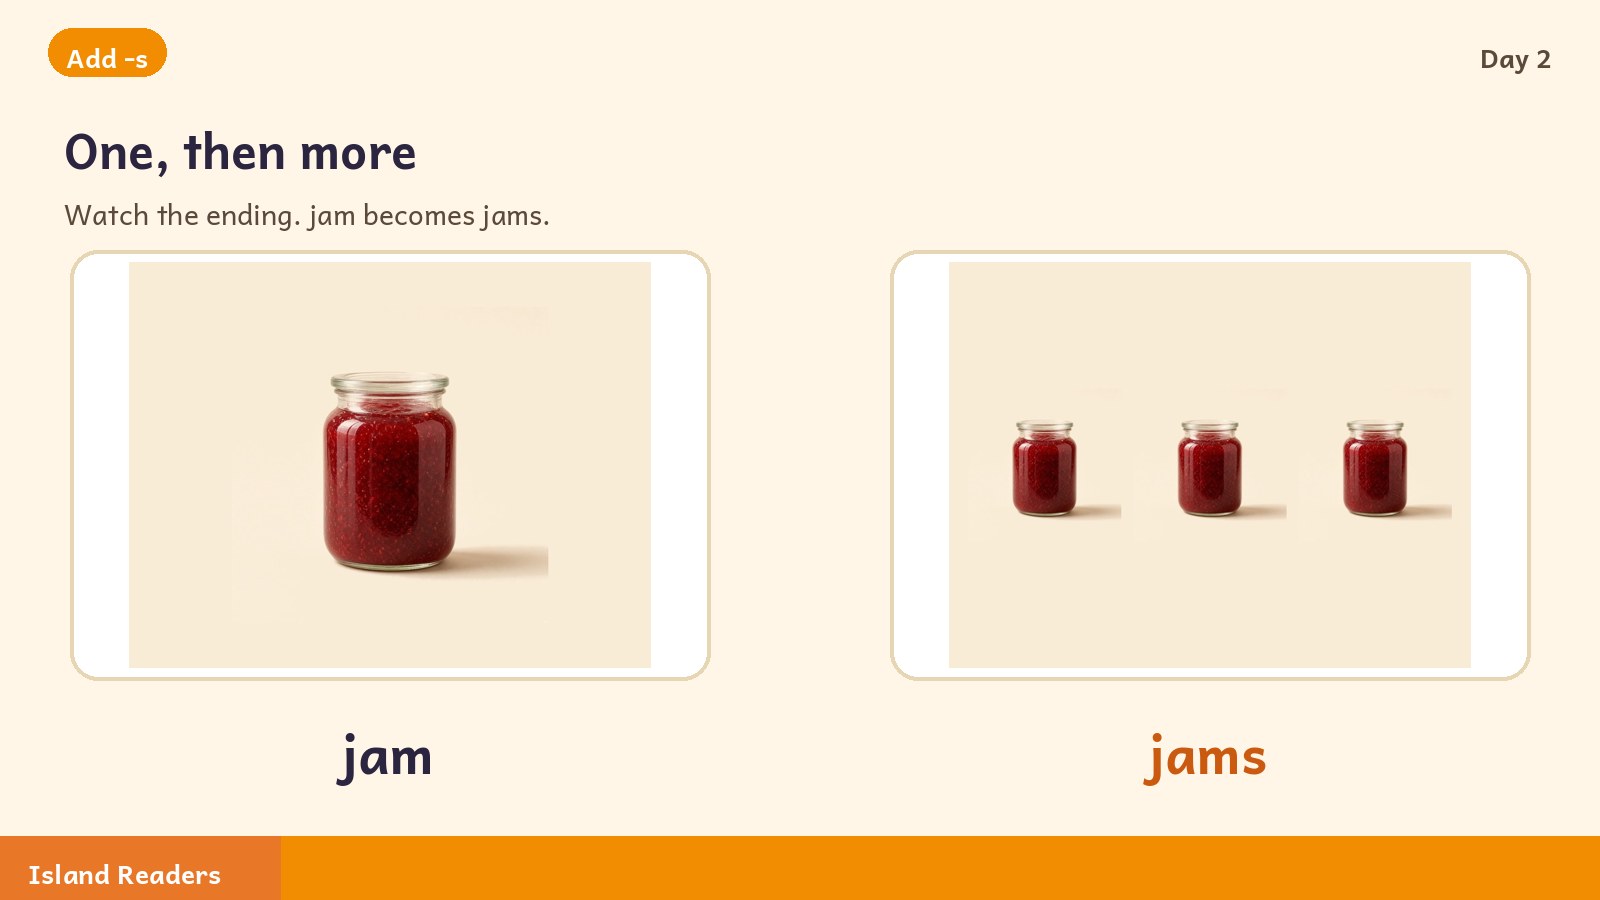 Add -s
Day 2
One, then more
Watch the ending. jam becomes jams.
jam
jams
Island Readers